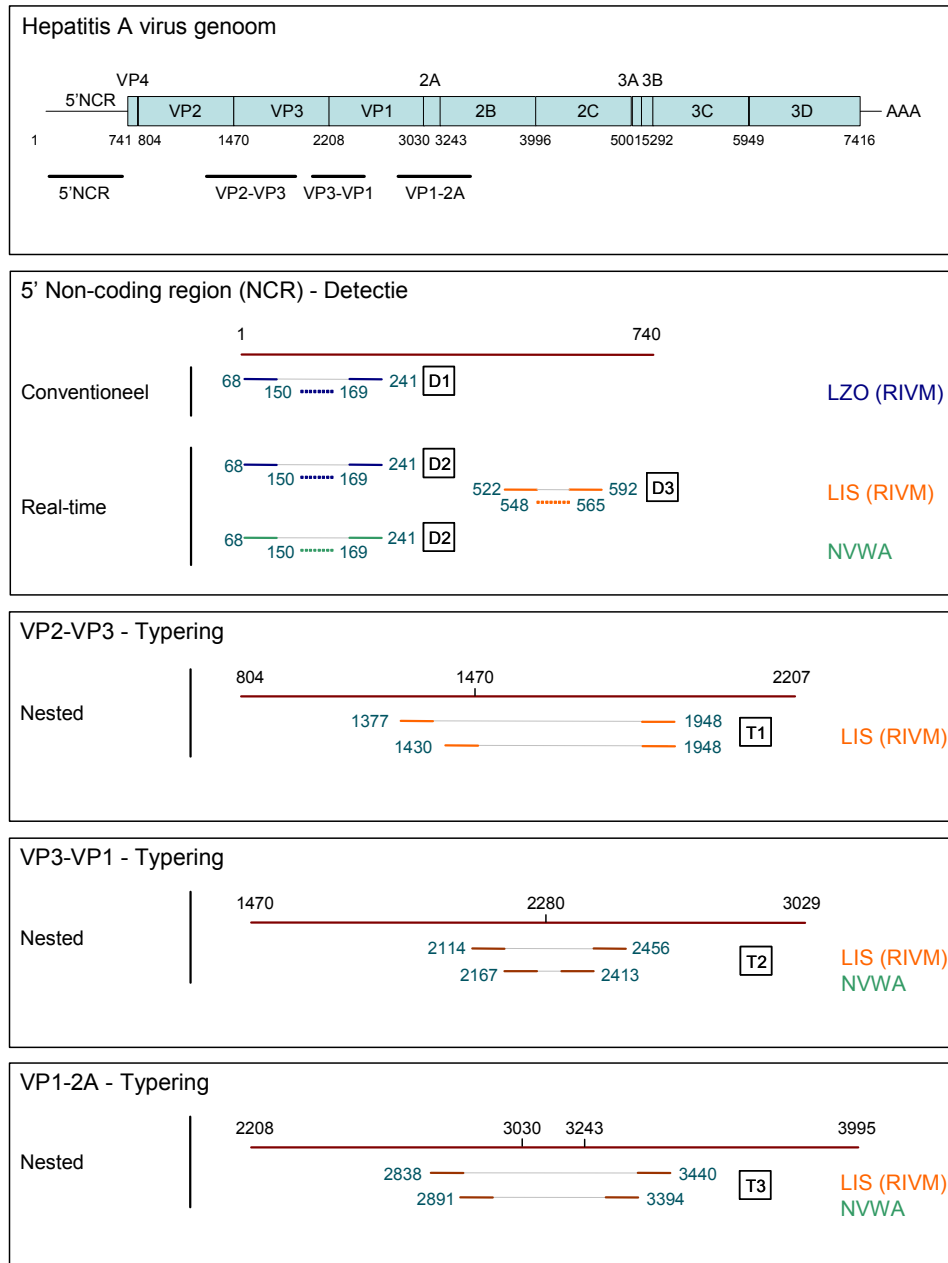 Hepatitis A virus genoom
VP4 2A 3A 3B
5'NCR VP2 VP3 VP1 2B 2C 3C 3D AAA
1 741 804 1470 2208 3030 3243 3996 50015292 5949 7416
5'NCR VP2-VP3 VP3-VP1 VP1-2A
5' Non-coding region (NCR) - Detectie
1 740
Conventioneel 68 241 D1 LZO (RIVM)
150 169
Real-time
68 241 D2
150 169
522 592 D3 LIS (RIVM)
548 565
68 241 D2 NVWA
150 169
VP2-VP3 - Typering
804 1470 2207
Nested
1377 1948 T1 LIS (RIVM)
1430 1948
VP3-VP1 - Typering
1470 2280 3029
Nested
2114 2456 T2 LIS (RIVM)
2167 2413 NVWA
VP1-2A - Typering
2208 3030 3243 3995
Nested
2838 3440 T3 LIS (RIVM)
2891 3394 NVWA